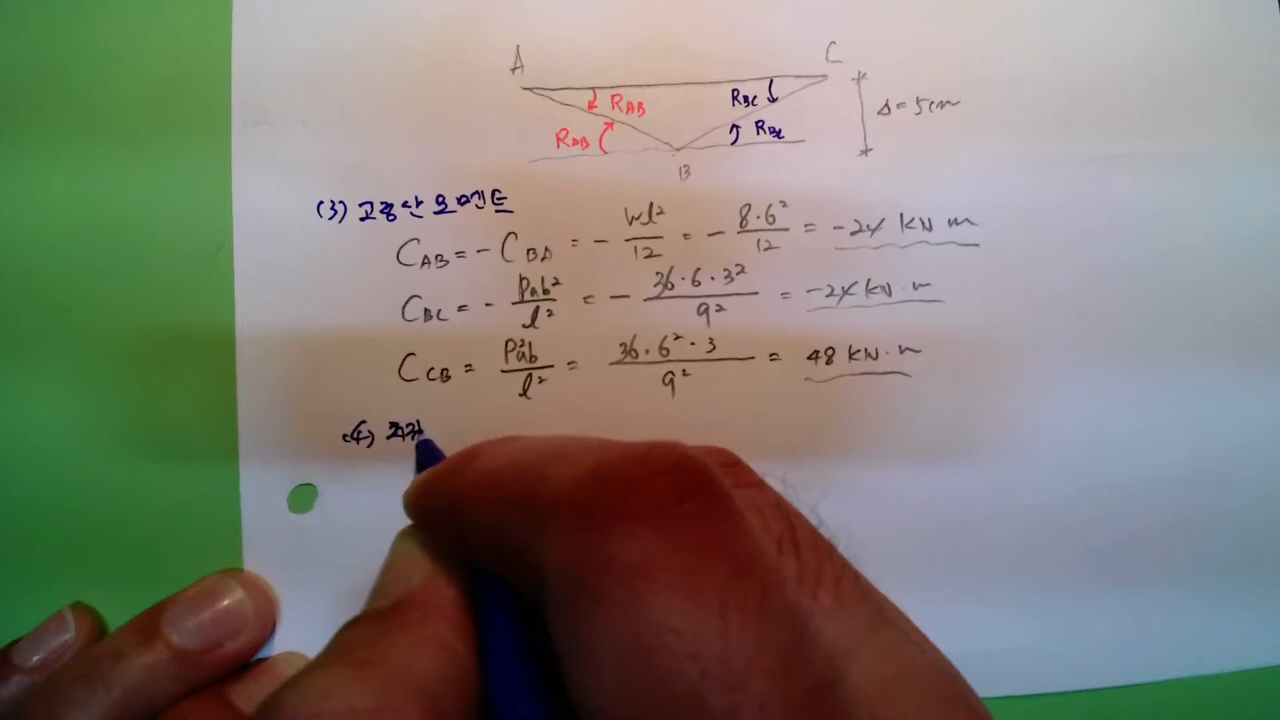 A
C
R_AB
R_BC
Δ=5cm
R_BC
B
(3) 고정단모멘트
C_AB = -C_BA = - wl²/12 = - 8·6²/12 = -24 KN m
C_BC = - Pab²/l² = - 36·6·3²/9² = -24 KN·m
C_CB = Pa²b/l² = 36·6²·3/9² = 48 KN·m
(4)